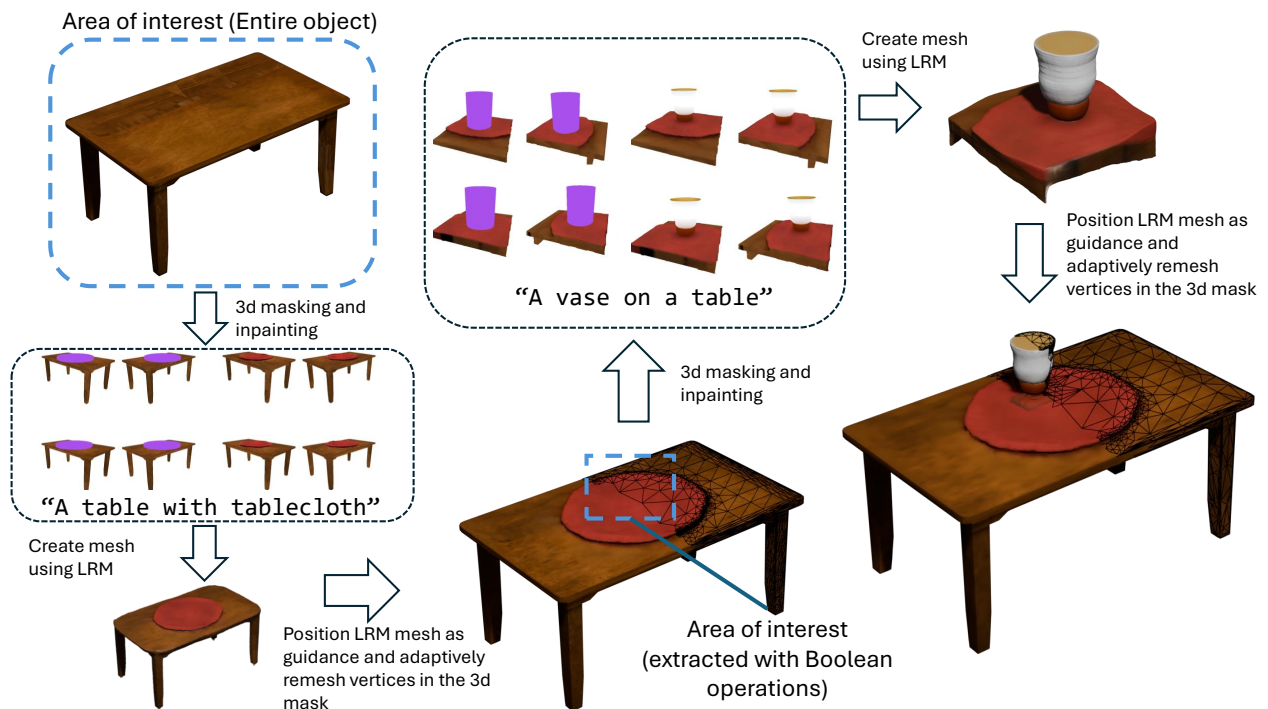 Area of interest (Entire object)
3d masking and
inpainting
“A table with tablecloth”
Create mesh
using LRM
Position LRM mesh as
guidance and adaptively
remesh vertices in the 3d
mask
Area of interest
(extracted with Boolean
operations)
3d masking and
inpainting
“A vase on a table”
Create mesh
using LRM
Position LRM mesh as
guidance and
adaptively remesh
vertices in the 3d mask